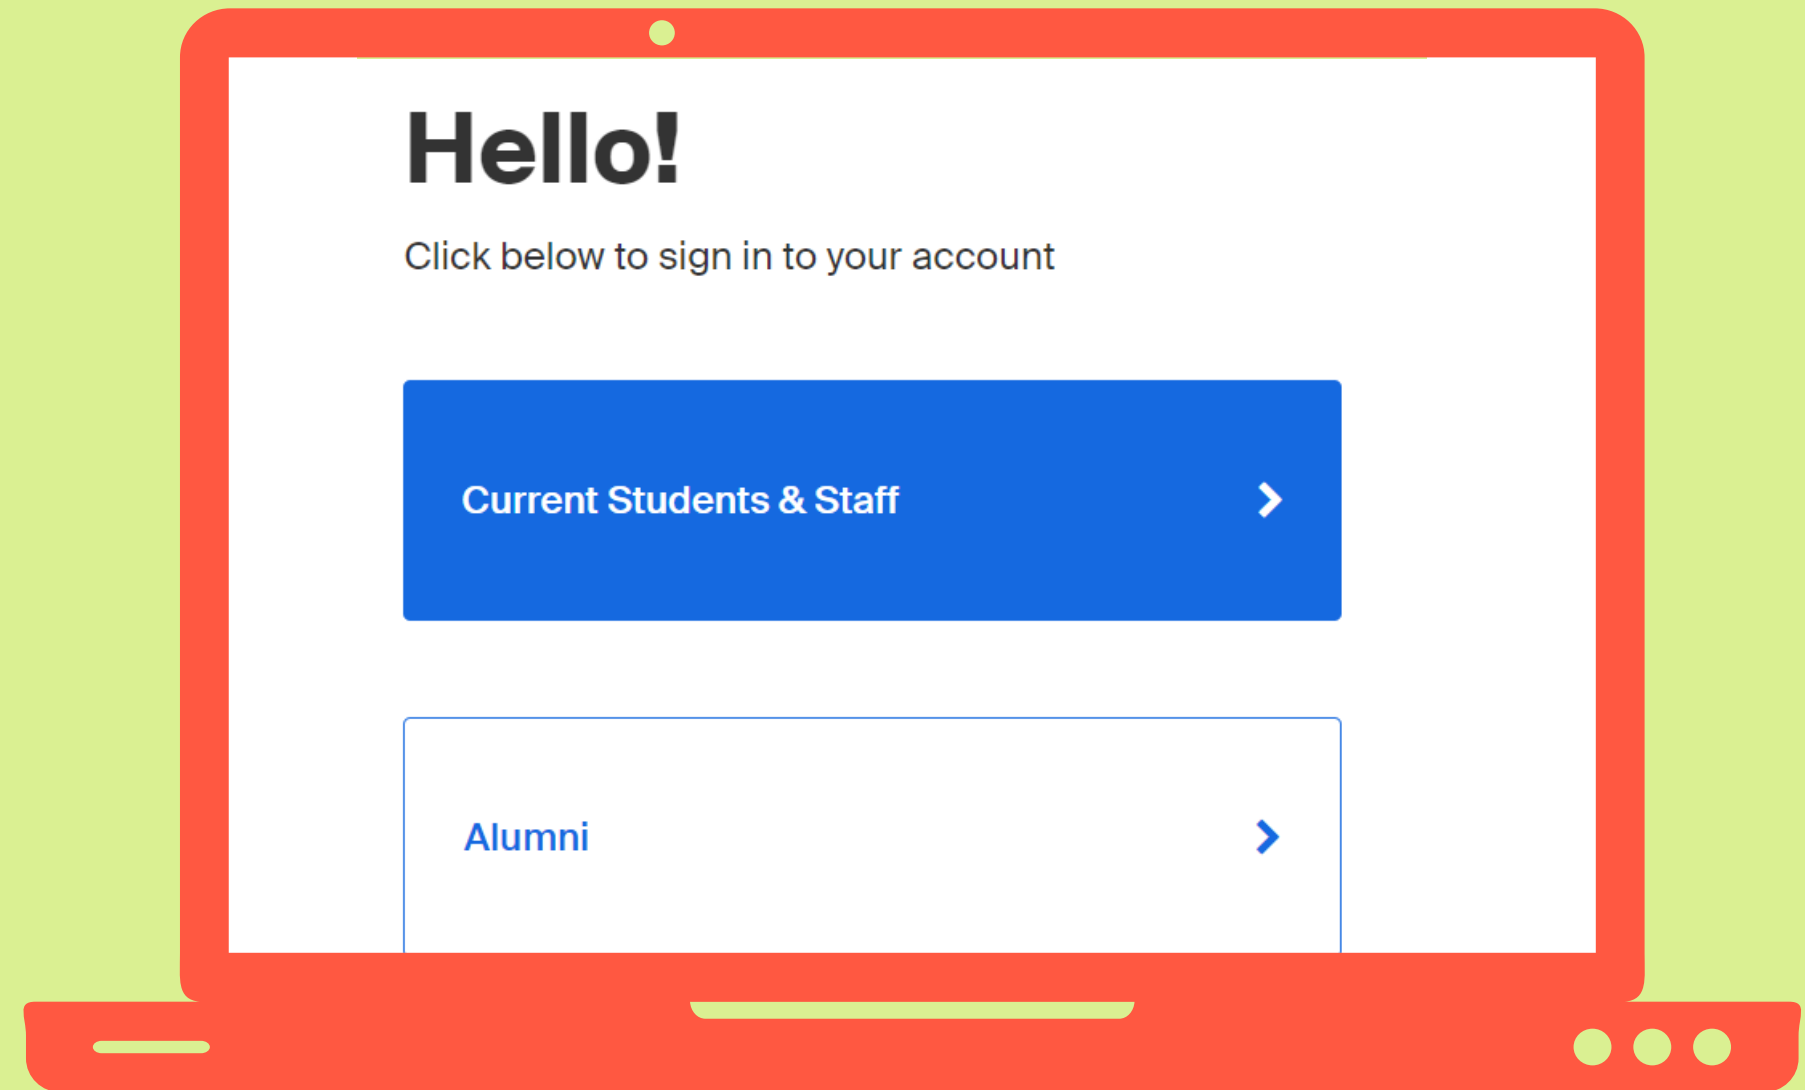 Hello!
Click below to sign in to your account
Current Students & Staff
Alumni